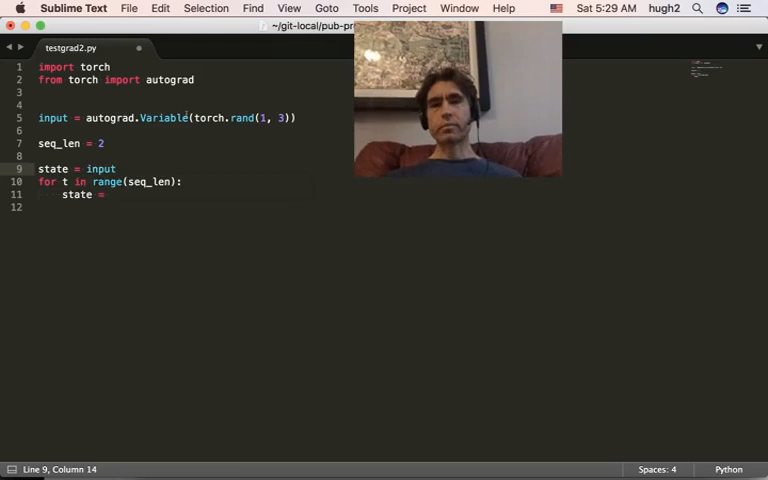 Sublime Text File Edit Selection Find View Goto Tools Project Window Help Sat 5:29 AM hugh2
~/git-local/pub-pr
testgrad2.py
1 import torch
2 from torch import autograd
3
4
5 input = autograd.Variable(torch.rand(1, 3))
6
7 seq_len = 2
8
9 state = input
10 for t in range(seq_len):
11 state =
12
Line 9, Column 14 Spaces: 4 Python